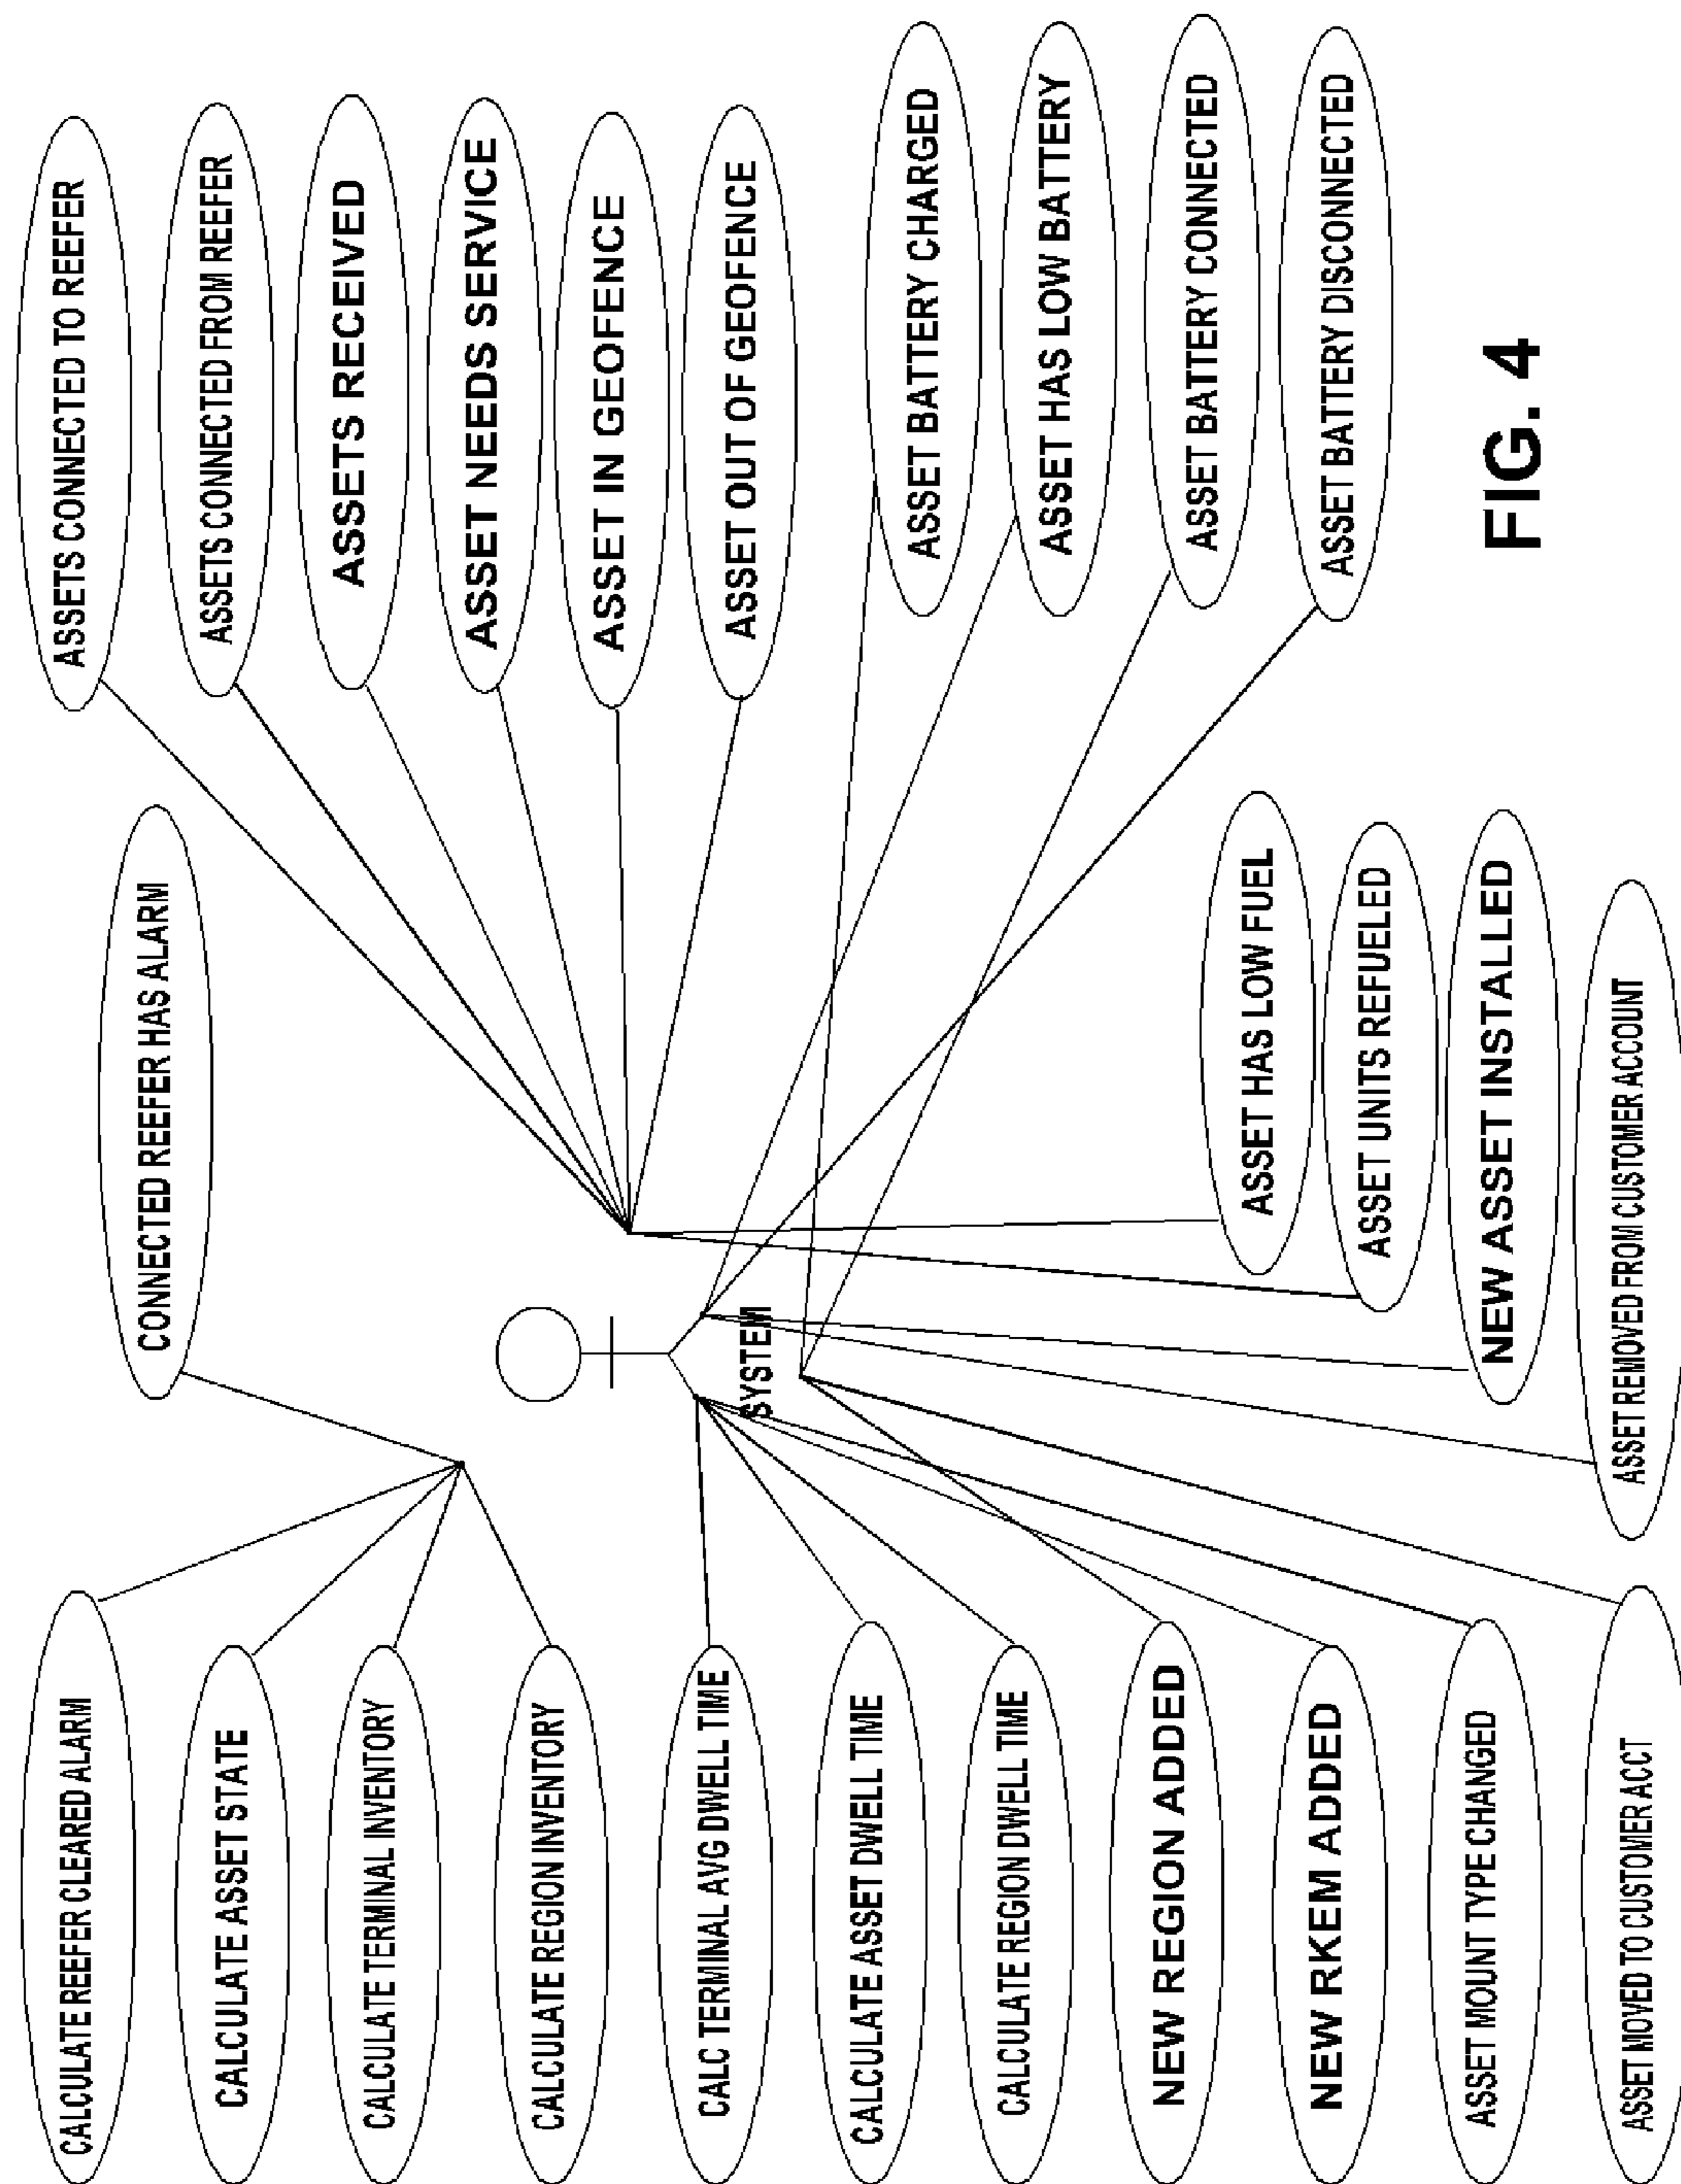 CALCULATE REEFER CLEARED ALARM
CALCULATE ASSET STATE
CALCULATE TERMINAL INVENTORY
CALCULATE REGION INVENTORY
CALC TERMINAL AVG DWELL TIME
CALCULATE ASSET DWELL TIME
CALCULATE REGION DWELL TIME
NEW REGION ADDED
NEW RKEM ADDED
ASSET MOUNT TYPE CHANGED
ASSET MOVED TO CUSTOMER ACCT
CONNECTED REEFER HAS ALARM
SYSTEM
ASSET HAS LOW FUEL
ASSET UNITS REFUELED
NEW ASSET INSTALLED
ASSET REMOVED FROM CUSTOMER ACCOUNT
ASSETS CONNECTED TO REEFER
ASSETS CONNECTED FROM REEFER
ASSETS RECEIVED
ASSET NEEDS SERVICE
ASSET IN GEOFENCE
ASSET OUT OF GEOFENCE
ASSET BATTERY CHARGED
ASSET HAS LOW BATTERY
ASSET BATTERY CONNECTED
ASSET BATTERY DISCONNECTED
FIG. 4